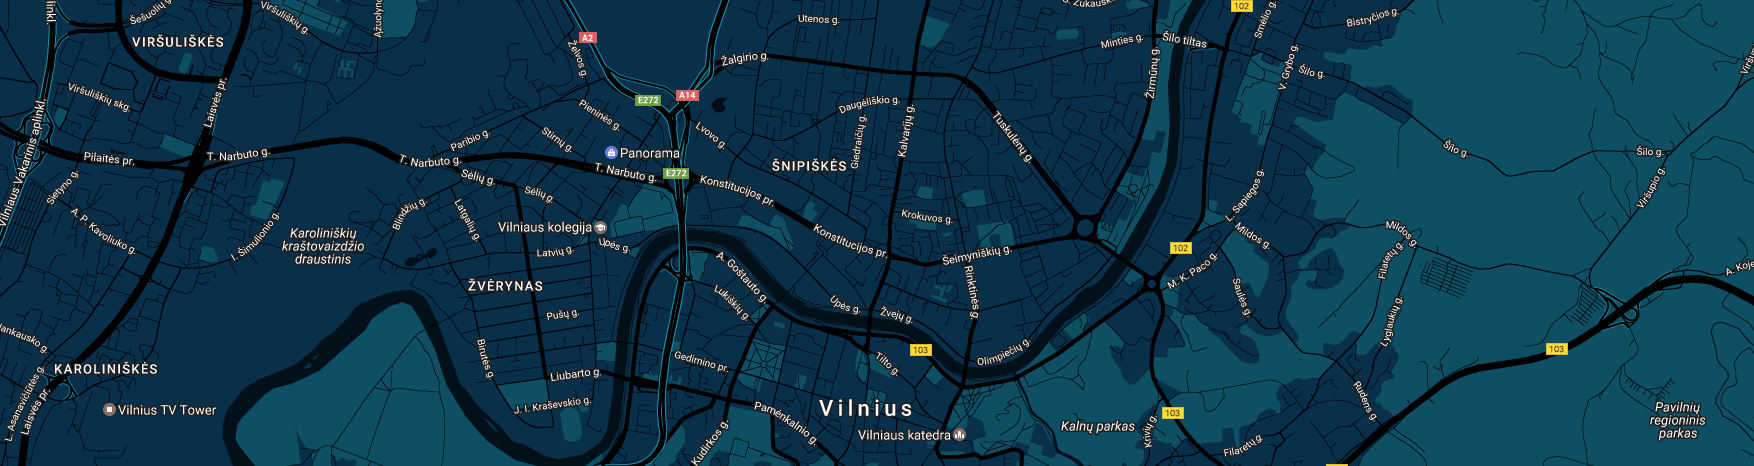 Šešuolių g.
Viršuliškių g.
Ąžuolyno
Utenos g.
S. Žukausko
102
Smėlio g.
Bistryčios g.
VIRŠULIŠKĖS
A2
Želvos g.
Žalgirio g.
Minties g.
Šilo tiltas
Žirmūnų g.
V. Grybo g.
Šilo g.
Viršuliškių skg.
Laisvės pr.
E272
A14
Pieninės g.
Daugėliškio g.
Giedraičių g.
Kalvarijų g.
Tuskulėnų g.
Vilniaus Vakarinis aplinkl.
Paribio g.
Stirnų g.
Lvovo g.
Pilaitės pr.
T. Narbuto g.
T. Narbuto g.
Panorama
T. Narbuto g.
E272
ŠNIPIŠKĖS
Šilo g.
Šilo g.
Sietyno g.
Sėlių g.
Sėlių g.
Konstitucijos pr.
L. Sapiegos g.
Viršupio g.
A. P. Kavoliuko g.
I. Šimulionio g.
Blindžių g.
Latgalių g.
Vilniaus kolegija
Upės g.
Krokuvos g.
Konstitucijos pr.
Mildos g.
Mildos g.
Karoliniškių
kraštovaizdžio
draustinis
Latvių g.
A. Goštauto g.
Šeimyniškių g.
102
M. K. Paco g.
Filaretų g.
A. Koje
ŽVĖRYNAS
Lukiškių g.
Rinktinės g.
Saulės g.
Pušų g.
Upės g.
Žvejų g.
Lyglaukių g.
Birutės g.
Gedimino pr.
Tilto g.
103
Olimpiečių g.
103
KAROLINIŠKĖS
L. Asanavičiūtės g.
Laisvės pr.
Liubarto g.
Rudens g.
Vilnius TV Tower
J. I. Kraševskio g.
Pamėnkalnio g.
Vilnius
103
Pavilnių
regioninis
parkas
Kudirkos g.
Vilniaus katedra
Kalnų parkas
Krivių g.
Filaretų g.